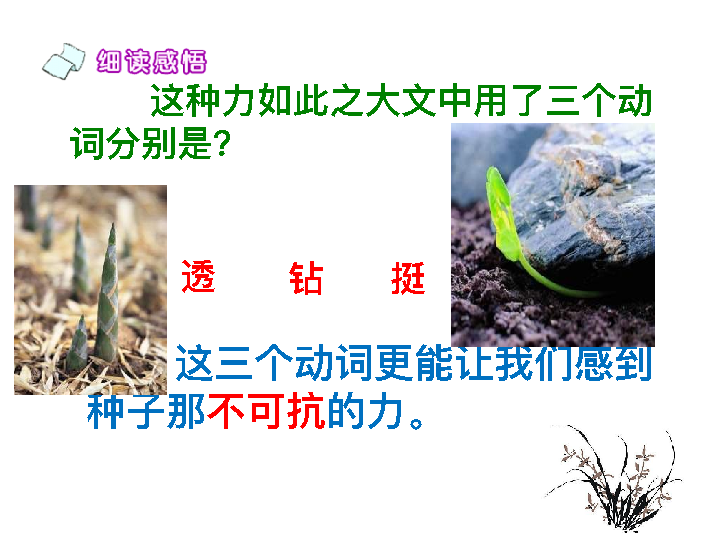 细读感悟
这种力如此之大文中用了三个动
词分别是？
透 钻 挺
这三个动词更能让我们感到
种子那不可抗的力。